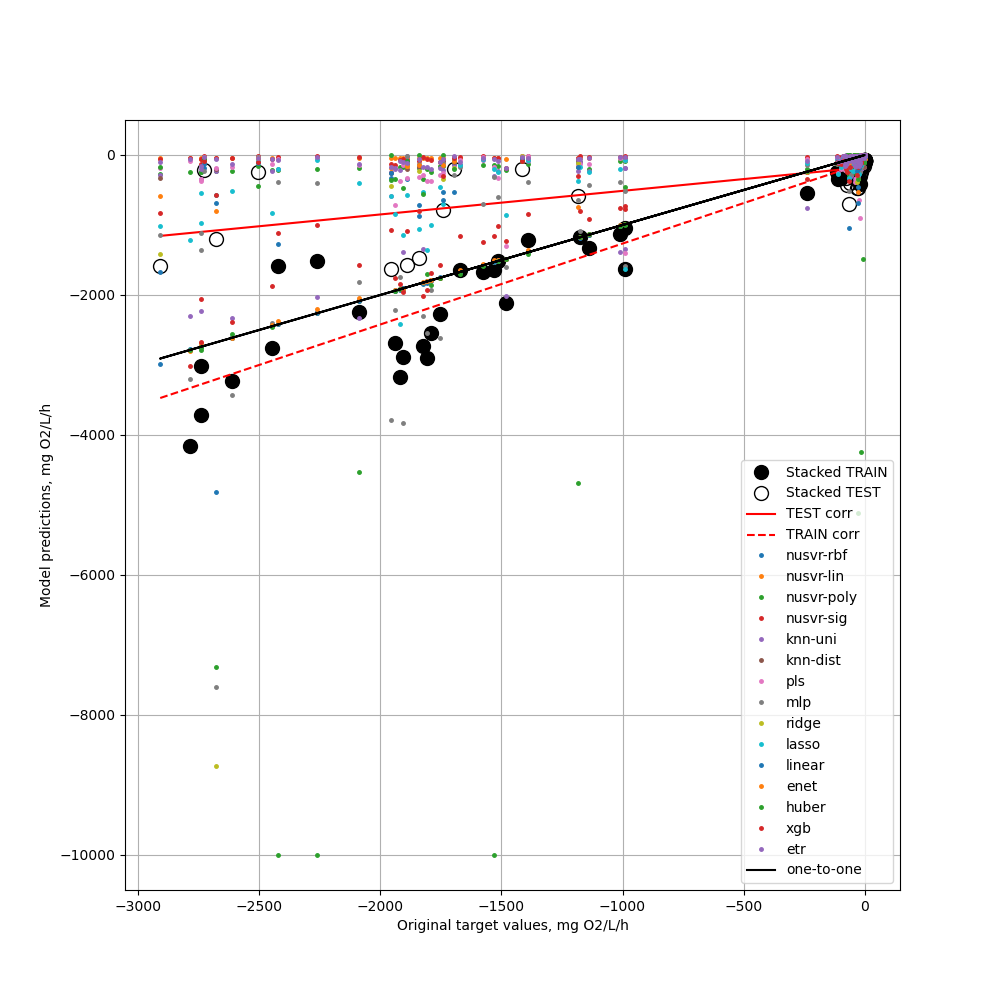 0
−2000
−4000
−6000
−8000
−10000
Model predictions, mg O2/L/h
Stacked TRAIN
Stacked TEST
TEST corr
TRAIN corr
nusvr-rbf
nusvr-lin
nusvr-poly
nusvr-sig
knn-uni
knn-dist
pls
mlp
ridge
lasso
linear
enet
huber
xgb
etr
one-to-one
−3000 −2500 −2000 −1500 −1000 −500 0
Original target values, mg O2/L/h